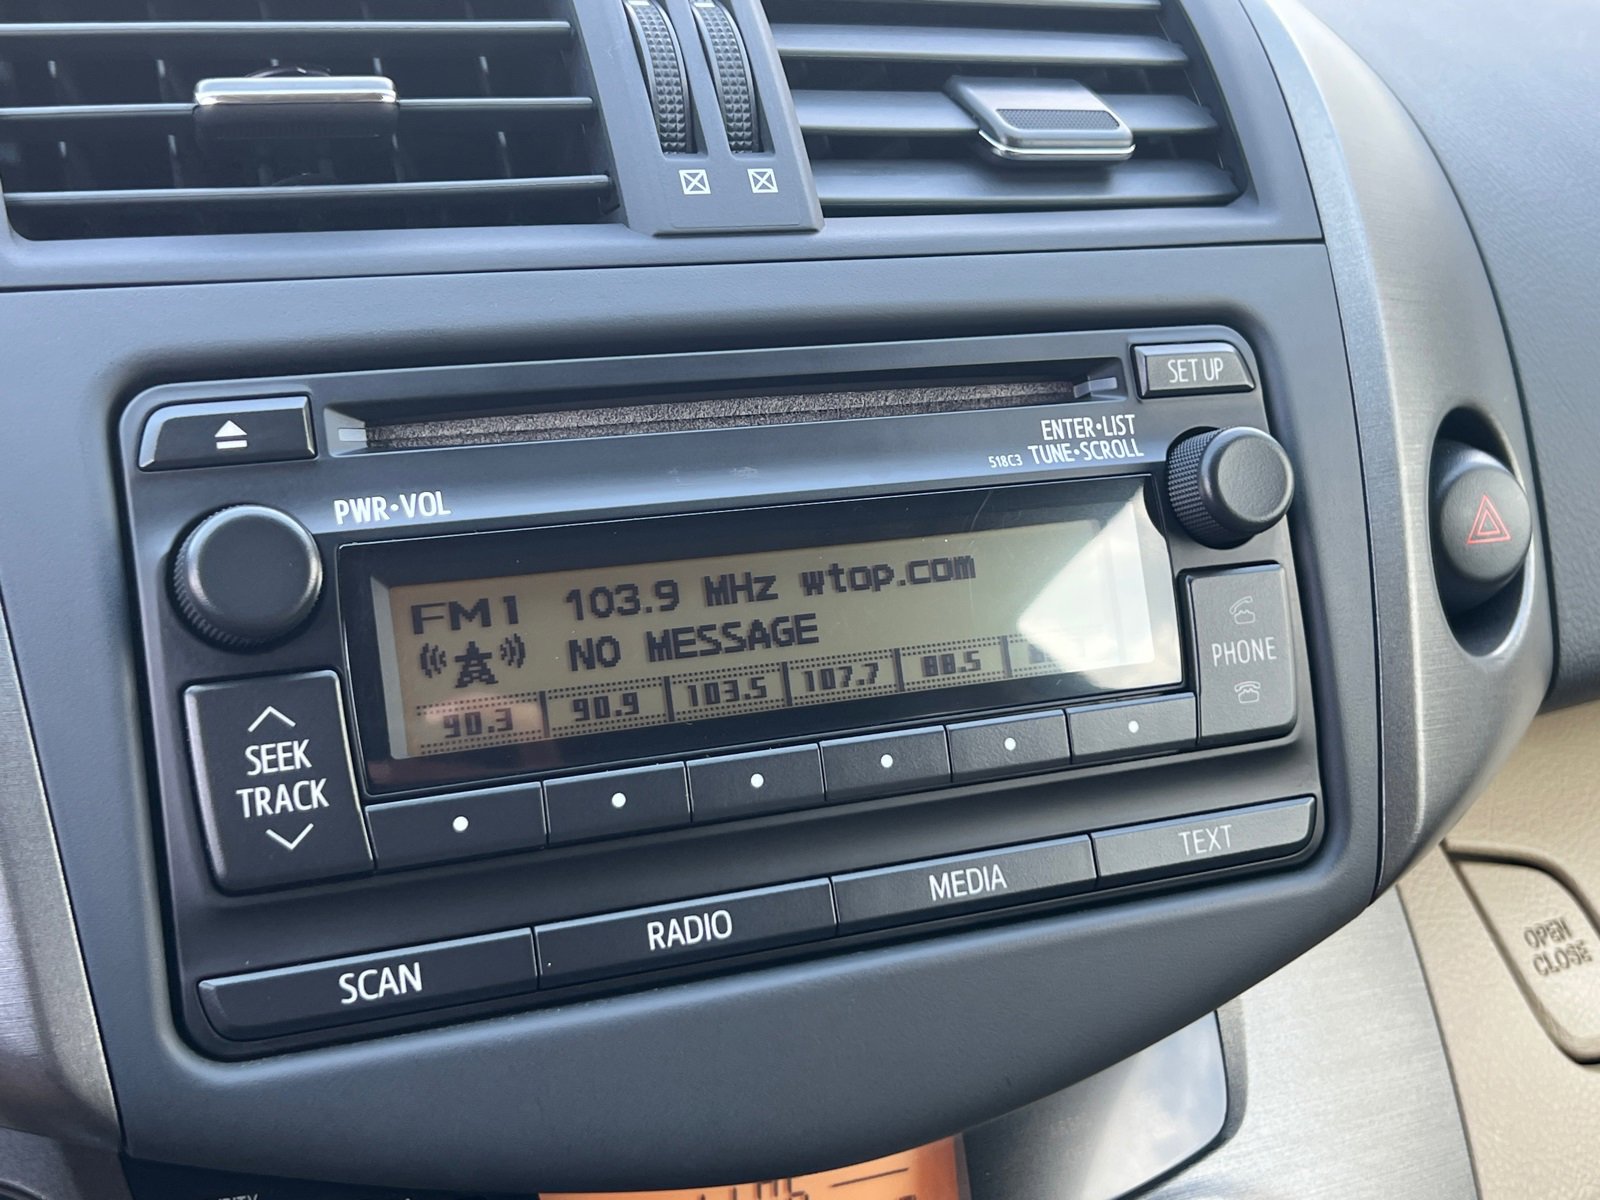 SET UP
ENTER•LIST
518C3 TUNE•SCROLL
PWR•VOL
FM1 103.9 MHz wtop.com
NO MESSAGE
90.3 90.9 103.5 107.7 88.5
SEEK
TRACK
PHONE
SCAN
RADIO
MEDIA
TEXT
OPEN
CLOSE